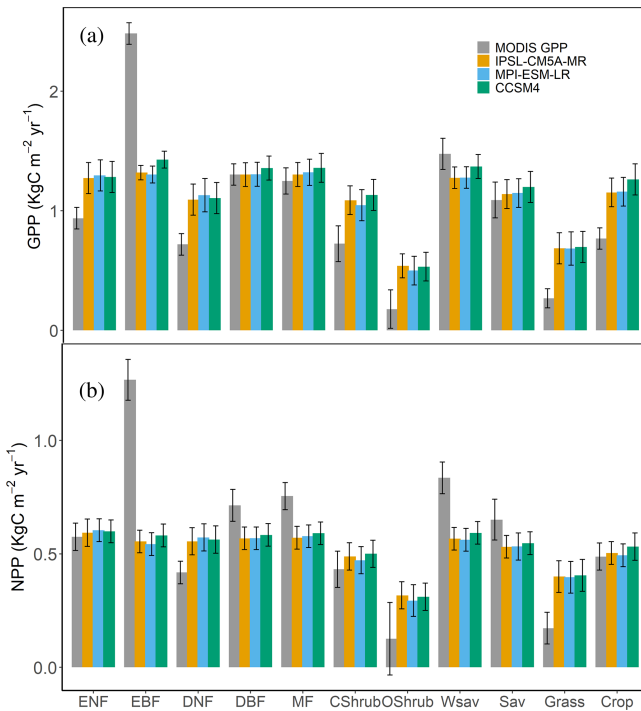 (a)
MODIS GPP
IPSL-CM5A-MR
MPI-ESM-LR
CCSM4
GPP (KgC m⁻² yr⁻¹)
2
1
0
(b)
NPP (KgC m⁻² yr⁻¹)
1.0
0.5
0.0
ENF EBF DNF DBF MF CShrub OShrub Wsav Sav Grass Crop